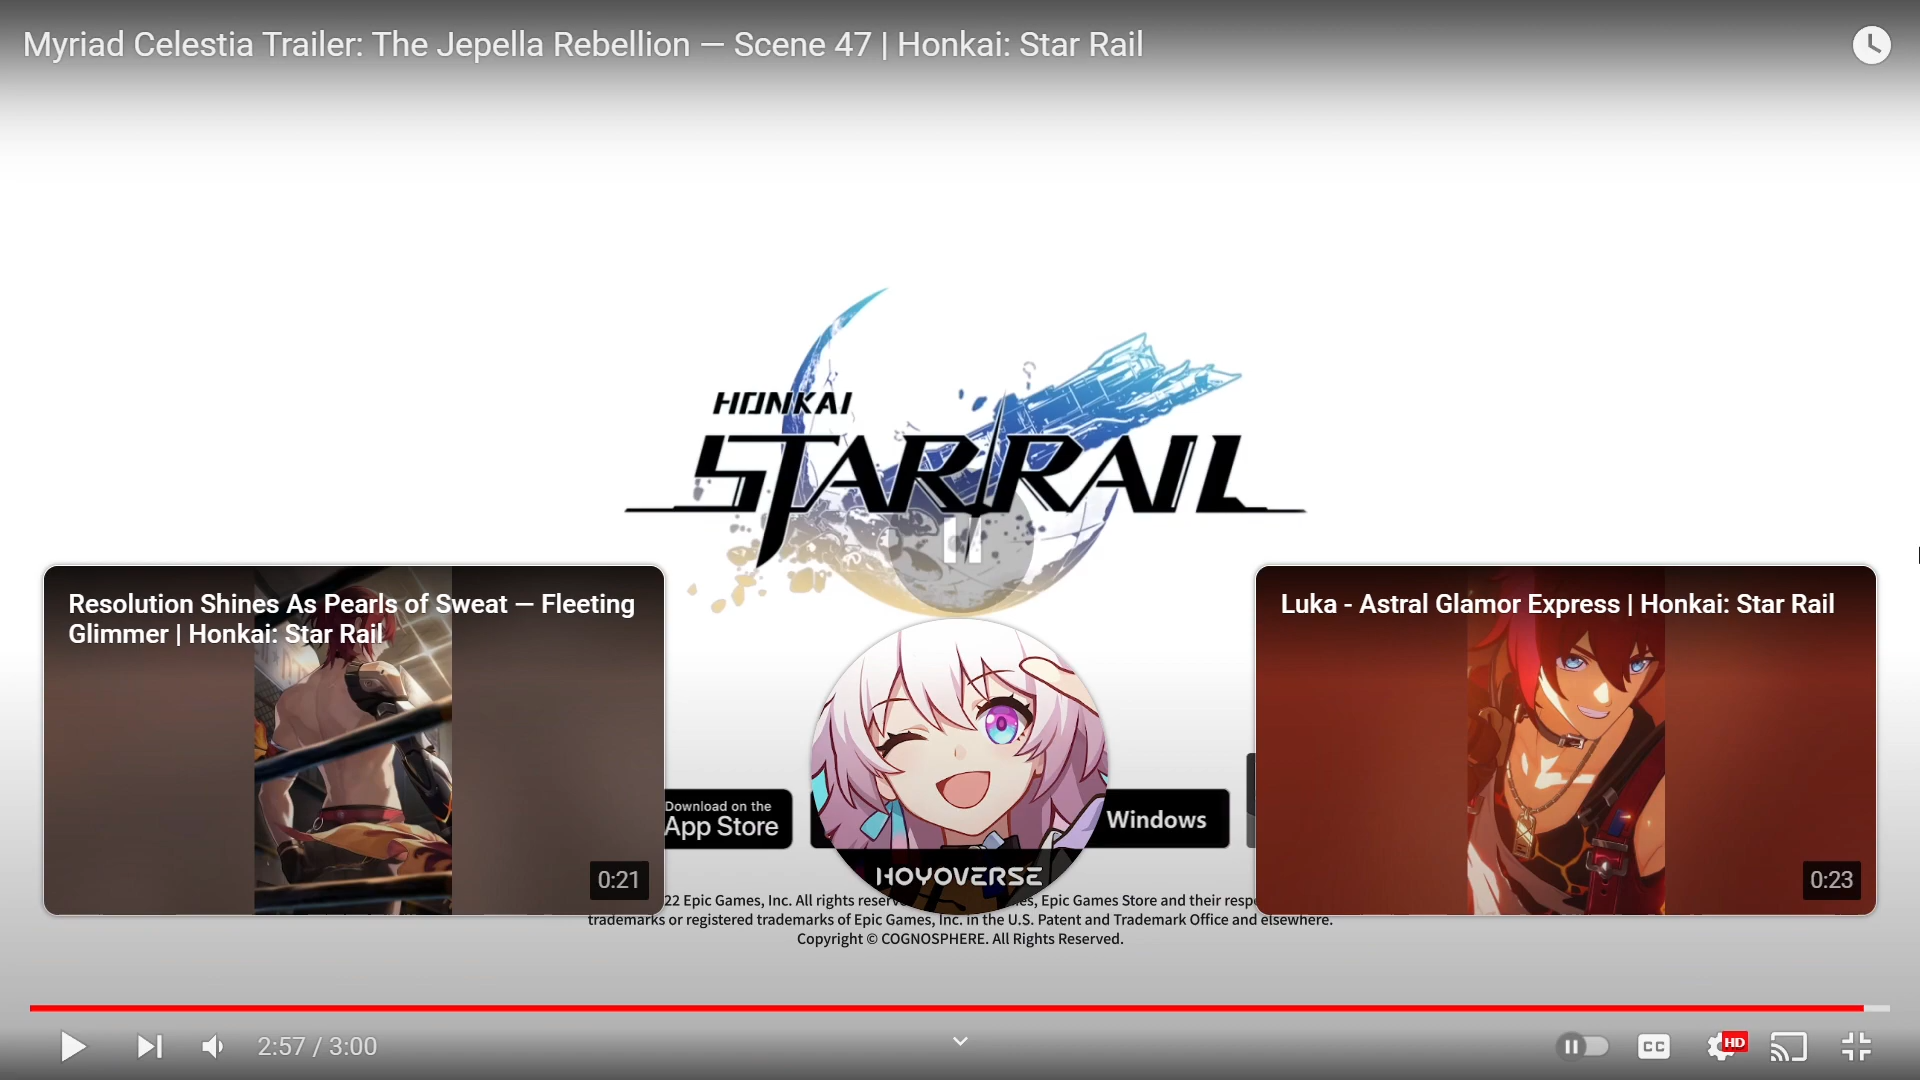 Myriad Celestia Trailer: The Jepella Rebellion — Scene 47 | Honkai: Star Rail
HONKAI
STAR RAIL
Resolution Shines As Pearls of Sweat — Fleeting
Glimmer | Honkai: Star Rail
0:21
Luka - Astral Glamor Express | Honkai: Star Rail
0:23
Download on the
App Store
Windows
HOYOVERSE
22 Epic Games, Inc. All rights reserv es, Epic Games Store and their resp
trademarks or registered trademarks of Epic Games, Inc. in the U.S. Patent and Trademark Office and elsewhere.
Copyright © COGNOSPHERE. All Rights Reserved.
2:57 / 3:00
CC
HD